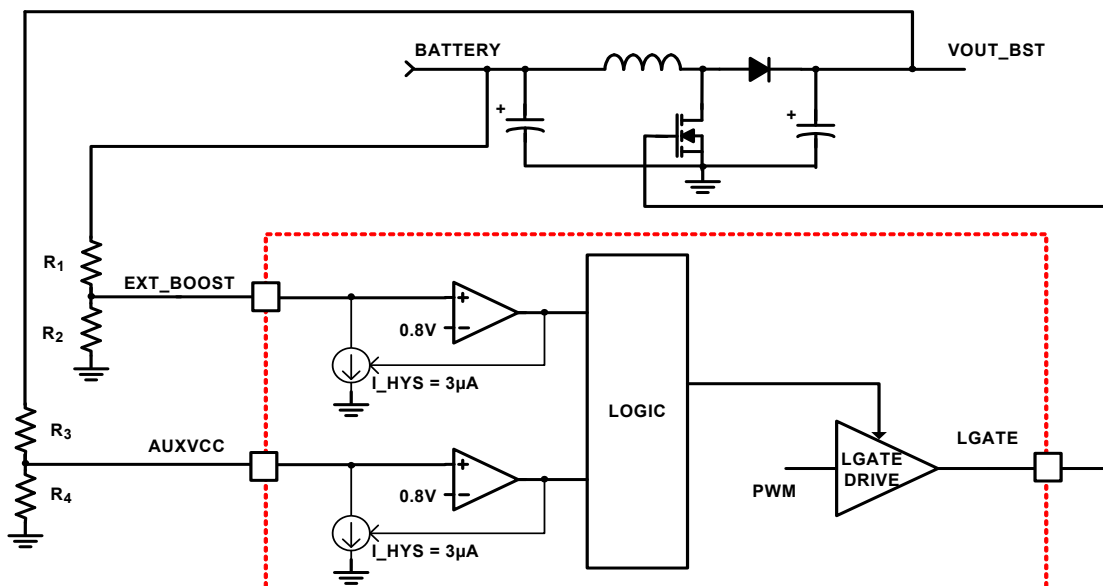 BATTERY
VOUT_BST
+
+
R1
EXT_BOOST
R2
+
0.8V
−
I_HYS = 3µA
LOGIC
R3
AUXVCC
R4
+
0.8V
−
I_HYS = 3µA
LGATE
DRIVE
PWM
LGATE